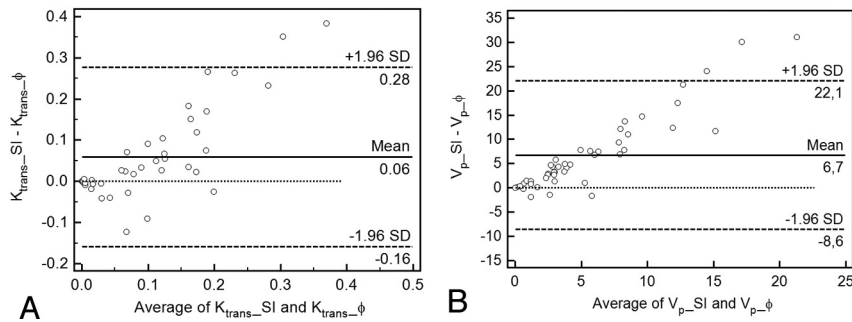 0.4
0.3
0.2
0.1
0.0
-0.1
-0.2
K_trans_SI - K_trans_ϕ
+1.96 SD
0.28
Mean
0.06
-1.96 SD
-0.16
0.0 0.1 0.2 0.3 0.4 0.5
Average of K_trans_SI and K_trans_ϕ
A
35
30
25
20
15
10
5
0
-5
-10
-15
V_p_SI - V_p_ϕ
+1.96 SD
22,1
Mean
6,7
-1.96 SD
-8,6
0 5 10 15 20 25
Average of V_p_SI and V_p_ϕ
B